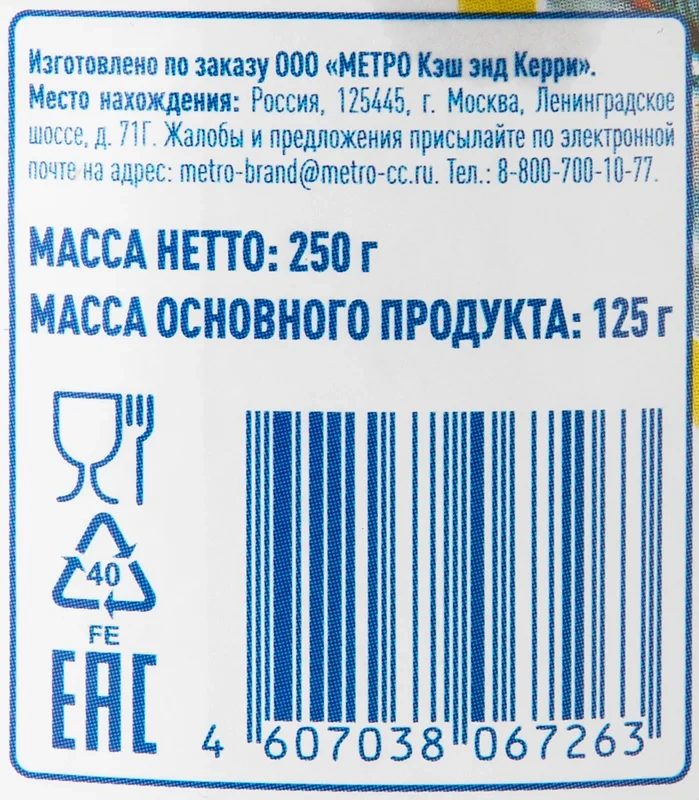 Изготовлено по заказу ООО «МЕТРО Кэш энд Керри».
Место нахождения: Россия, 125445, г. Москва, Ленинградское
шоссе, д. 71Г. Жалобы и предложения присылайте по электронной
почте на адрес: metro-brand@metro-cc.ru. Тел.: 8-800-700-10-77.
МАССА НЕТТО: 250 г
МАССА ОСНОВНОГО ПРОДУКТА: 125 г
40
FE
EAC
4 607038 067263